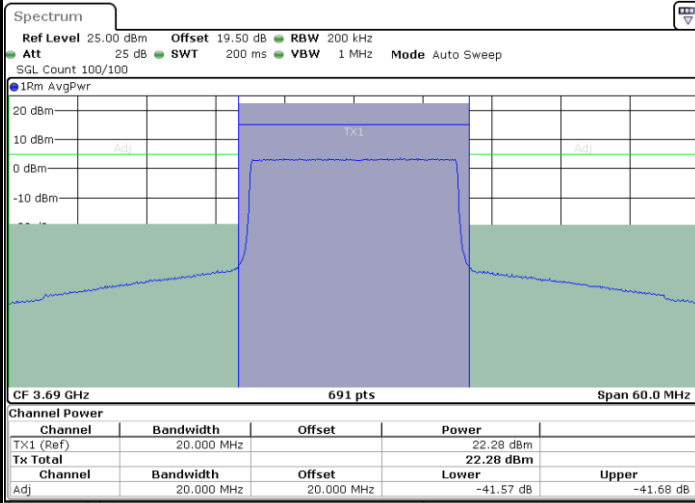 Spectrum
Ref Level 25.00 dBm Offset 19.50 dB RBW 200 kHz
Att 25 dB SWT 200 ms VBW 1 MHz Mode Auto Sweep
SGL Count 100/100
1Rm AvgPwr
20 dBm
TX1
10 dBm
Adj Adj
0 dBm
-10 dBm
CF 3.69 GHz 691 pts Span 60.0 MHz
Channel Power
Channel Bandwidth Offset Power
TX1 (Ref) 20.000 MHz 22.28 dBm
Tx Total 22.28 dBm
Channel Bandwidth Offset Lower Upper
Adj 20.000 MHz 20.000 MHz -41.57 dB -41.68 dB